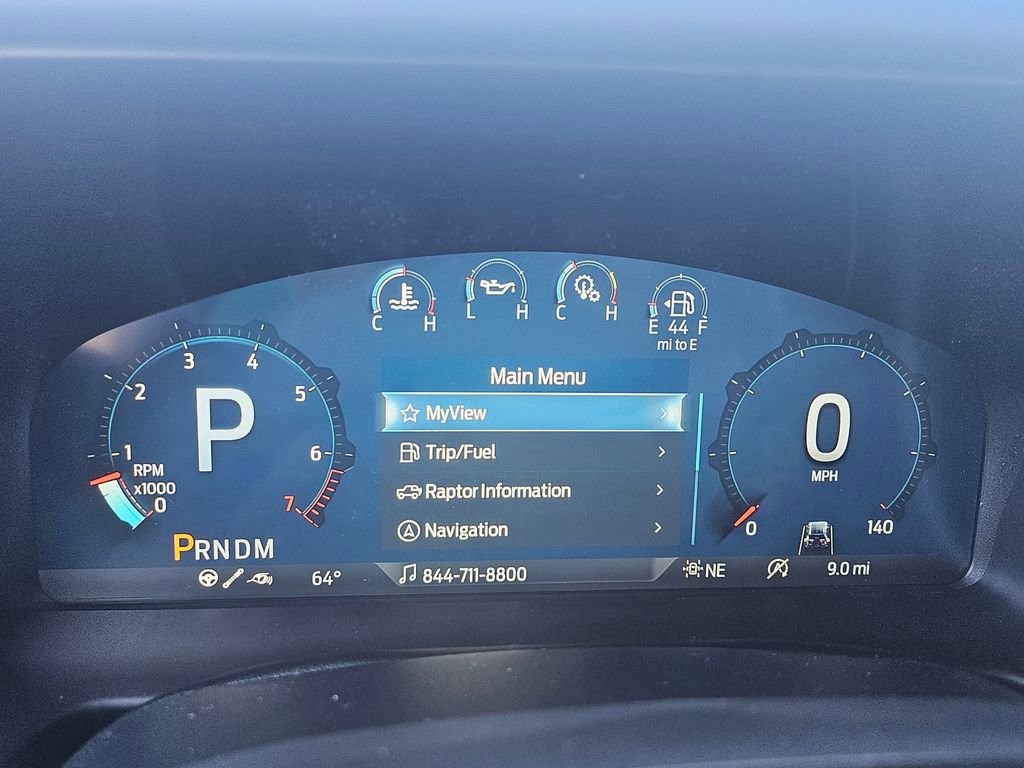 C H
L H
C H
E 44 F
mi to E
Main Menu
MyView
Trip/Fuel
Raptor Information
Navigation
P
0 1 2 3 4 5 6 7
RPM
x1000
PRNDM
0
MPH
0 140
64°
844-711-8800
NE
9.0 mi